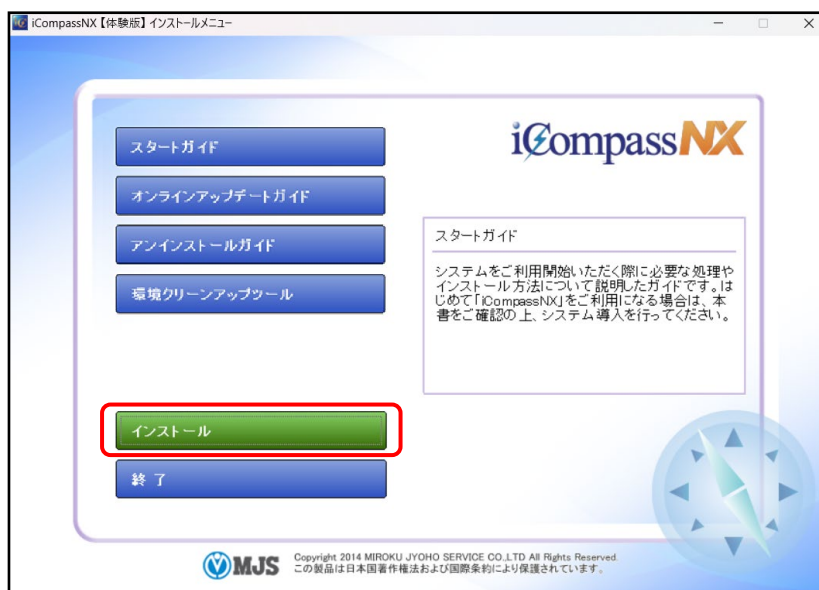 iCompassNX 【体験版】 インストールメニュー
iCompassNX
スタートガイド
オンラインアップデートガイド
アンインストールガイド
環境クリーンアップツール
スタートガイド
システムをご利用開始いただく際に必要な処理や
インストール方法について説明したガイドです。は
じめて「iCompassNX」をご利用になる場合は、本
書をご確認の上、システム導入を行ってください。
インストール
終了
MJS
Copyright 2014 MIROKU JYOHO SERVICE CO.,LTD All Rights Reserved.
この製品は日本国著作権法および国際条約により保護されています。